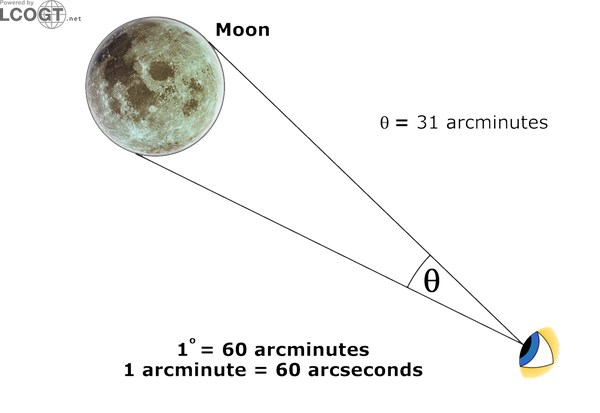 Powered by
LCOGT.net
Moon
θ = 31 arcminutes
θ
1° = 60 arcminutes
1 arcminute = 60 arcseconds